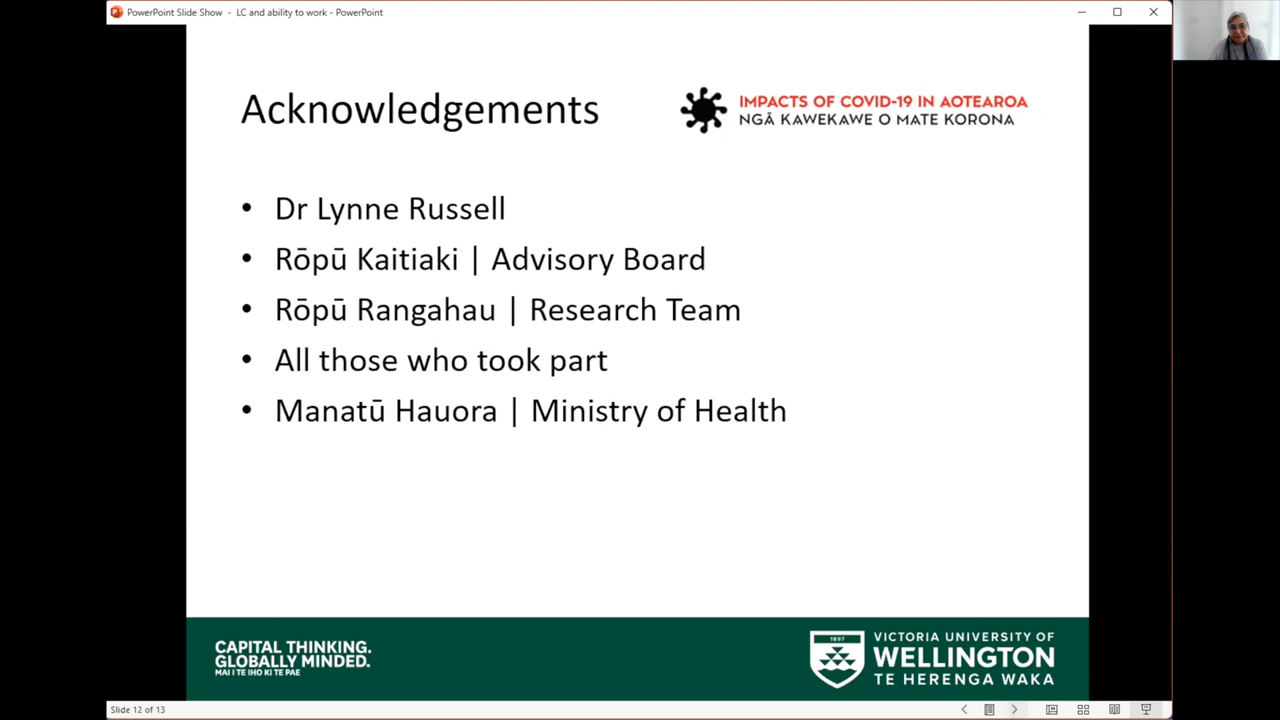 PowerPoint Slide Show - LC and ability to work - PowerPoint
Acknowledgements
IMPACTS OF COVID-19 IN AOTEAROA
NGĀ KAWEKAWE O MATE KORONA
• Dr Lynne Russell
• Rōpū Kaitiaki | Advisory Board
• Rōpū Rangahau | Research Team
• All those who took part
• Manatū Hauora | Ministry of Health
CAPITAL THINKING.
GLOBALLY MINDED.
MAI I TE IHO KI TE PAE
1897
VICTORIA UNIVERSITY OF
WELLINGTON
TE HERENGA WAKA
Slide 12 of 13